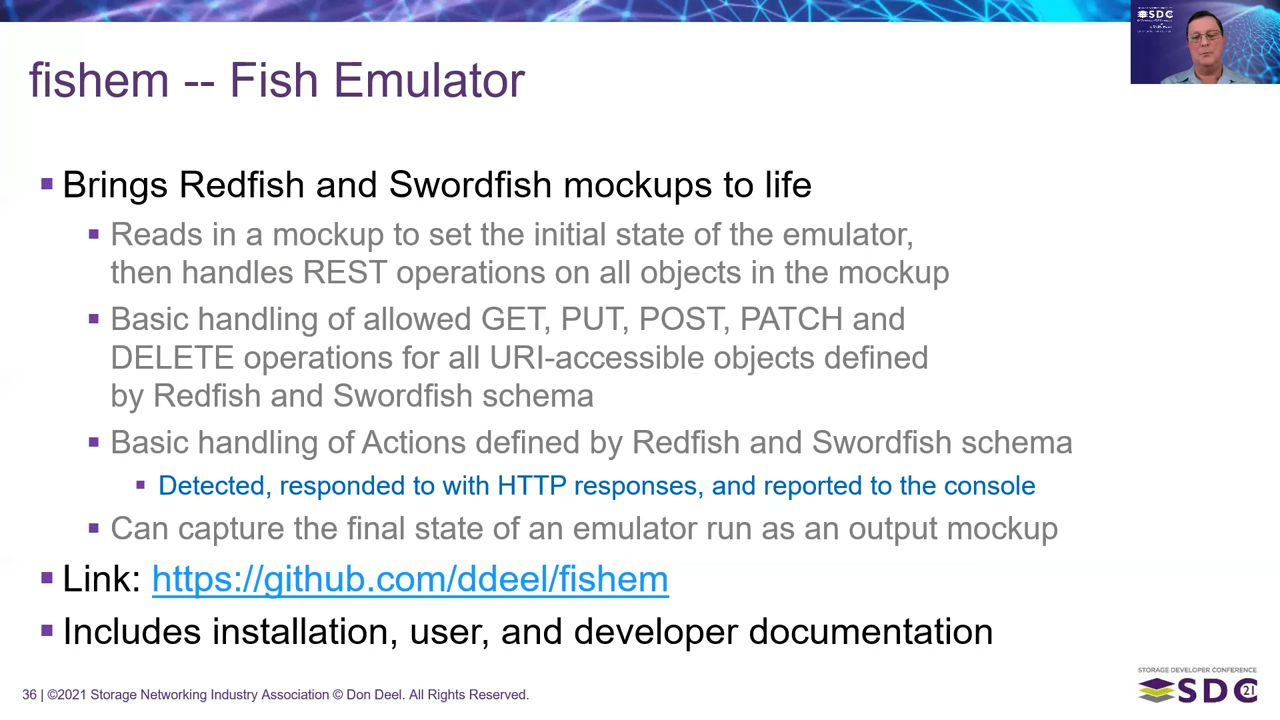 SDC
fishem -- Fish Emulator
Brings Redfish and Swordfish mockups to life
Reads in a mockup to set the initial state of the emulator,
then handles REST operations on all objects in the mockup
Basic handling of allowed GET, PUT, POST, PATCH and
DELETE operations for all URI-accessible objects defined
by Redfish and Swordfish schema
Basic handling of Actions defined by Redfish and Swordfish schema
Detected, responded to with HTTP responses, and reported to the console
Can capture the final state of an emulator run as an output mockup
Link: https://github.com/ddeel/fishem
Includes installation, user, and developer documentation
36 | ©2021 Storage Networking Industry Association © Don Deel. All Rights Reserved.
STORAGE DEVELOPER CONFERENCE
SDC 21